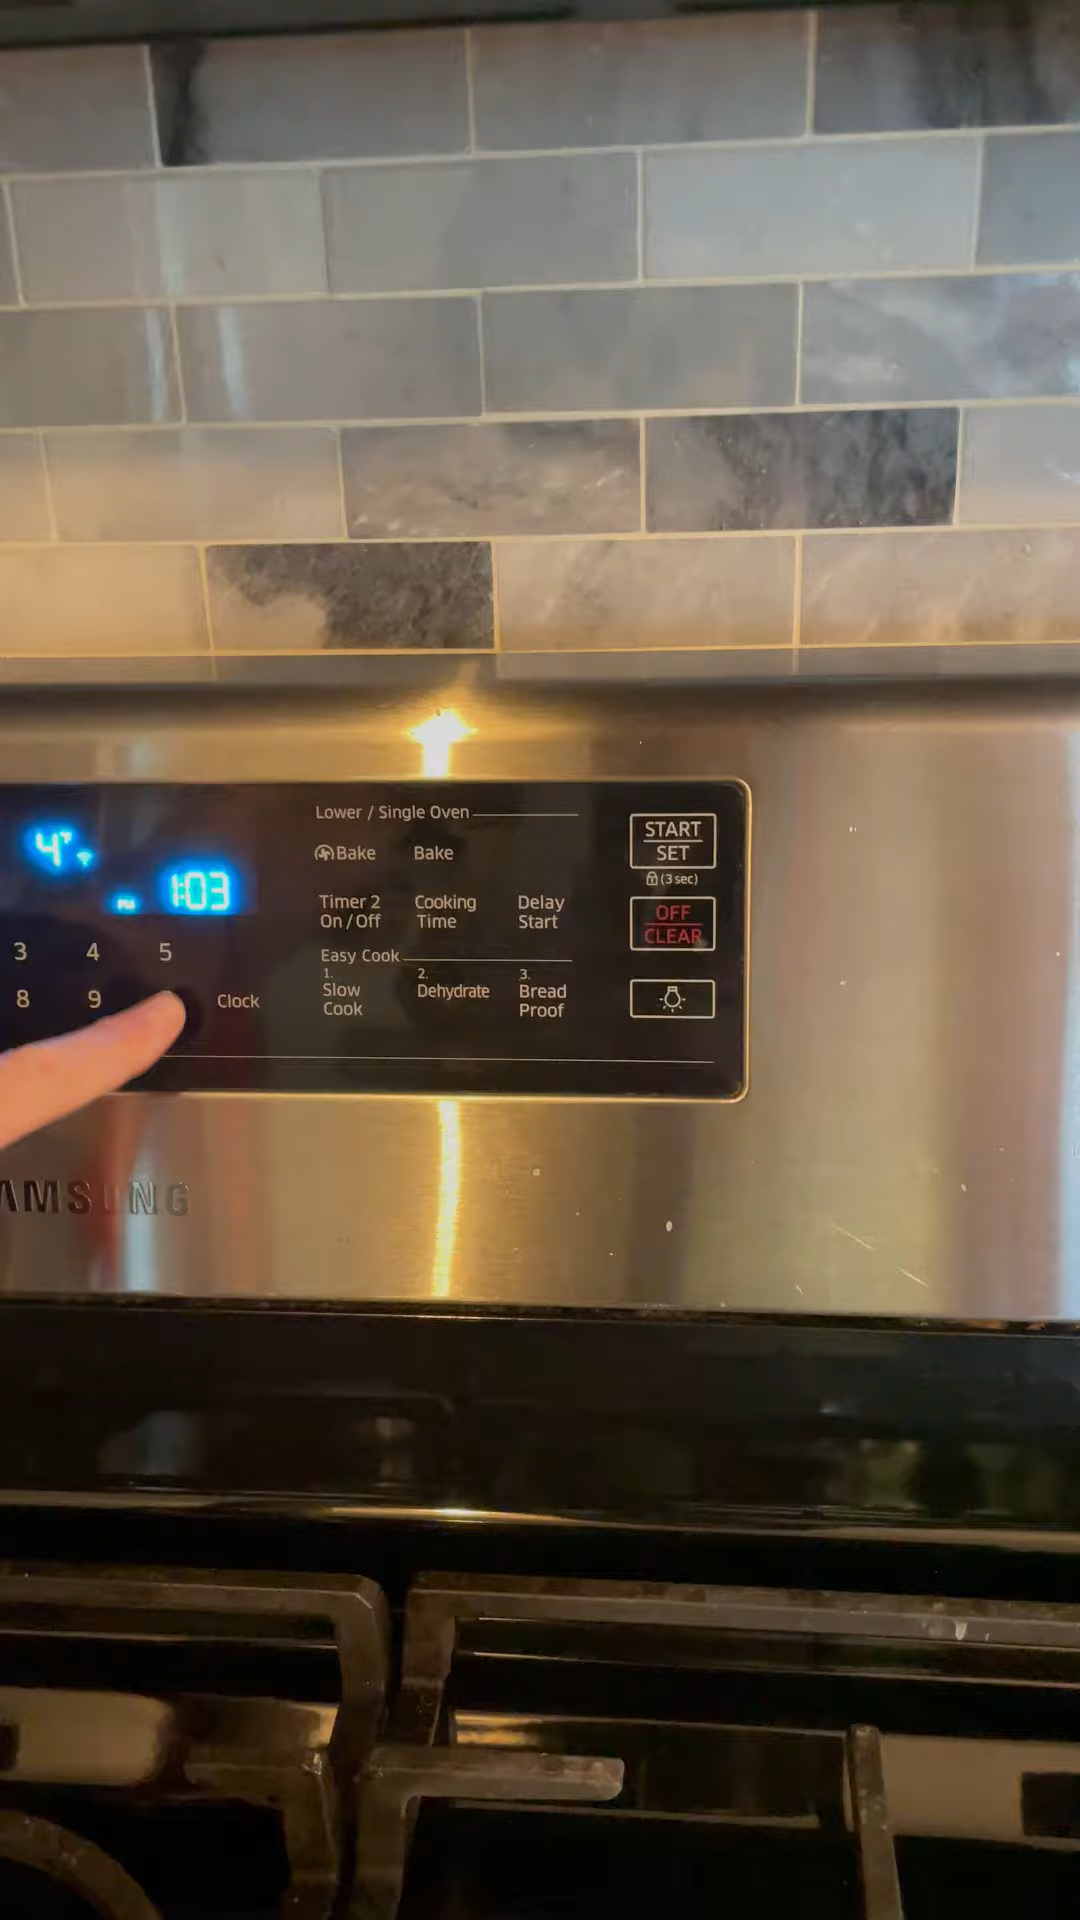 Lower / Single Oven
START
SET
Bake Bake
(3 sec)
4°F
PM 1:03
Timer 2
On / Off
Cooking
Time
Delay
Start
OFF
CLEAR
3 4 5
Easy Cook
1.
Slow
Cook
2.
Dehydrate
3.
Bread
Proof
8 9
Clock
AMSUNG